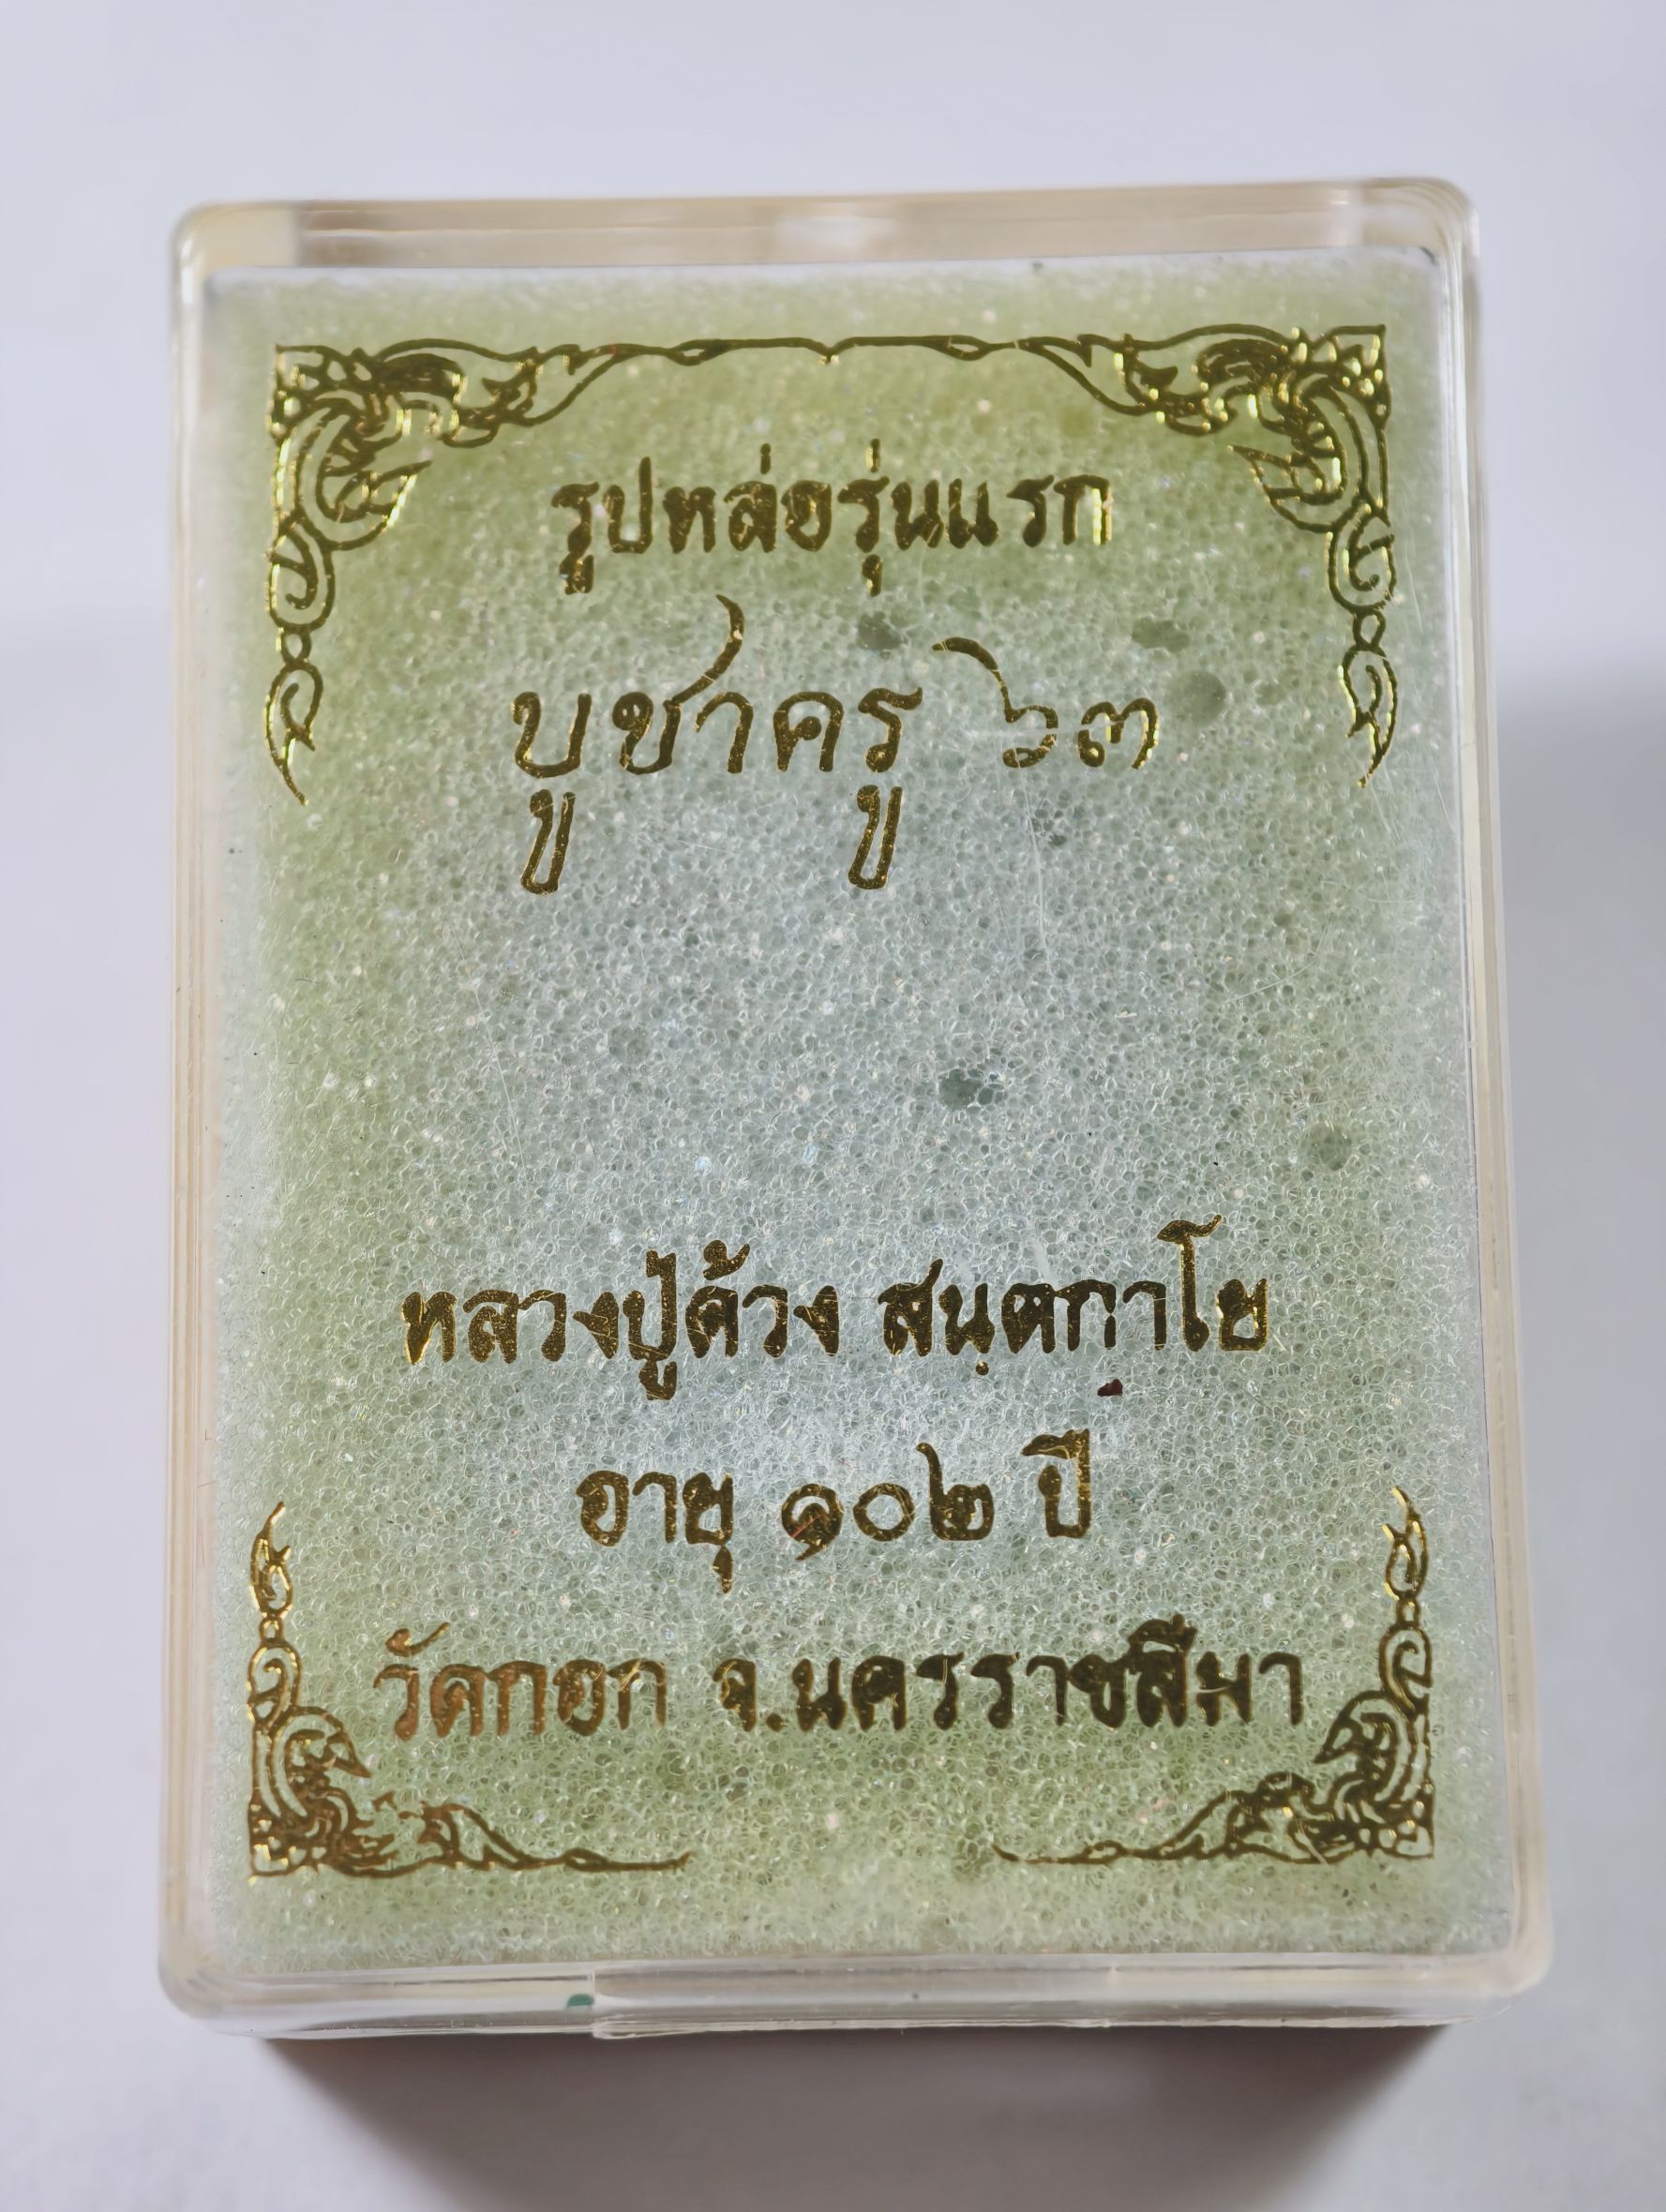 รูปหล่อรุ่นแรก
บูชาครู ๖๓
หลวงปู่ด้วง สนฺตกาโย
อายุ ๑๐๒ ปี
วัดกอก จ.นครราชสีมา